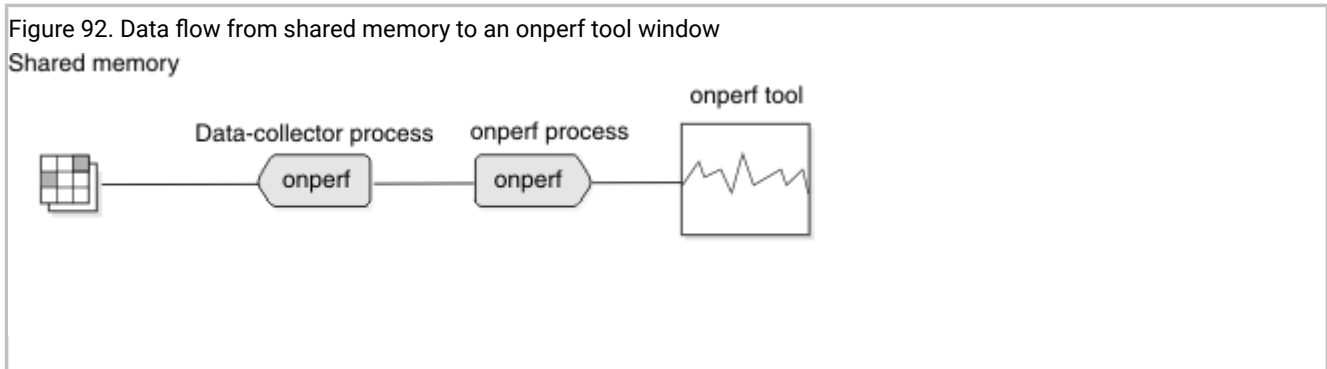 Figure 92. Data flow from shared memory to an onperf tool window
Shared memory
onperf tool
Data-collector process
onperf process
onperf
onperf